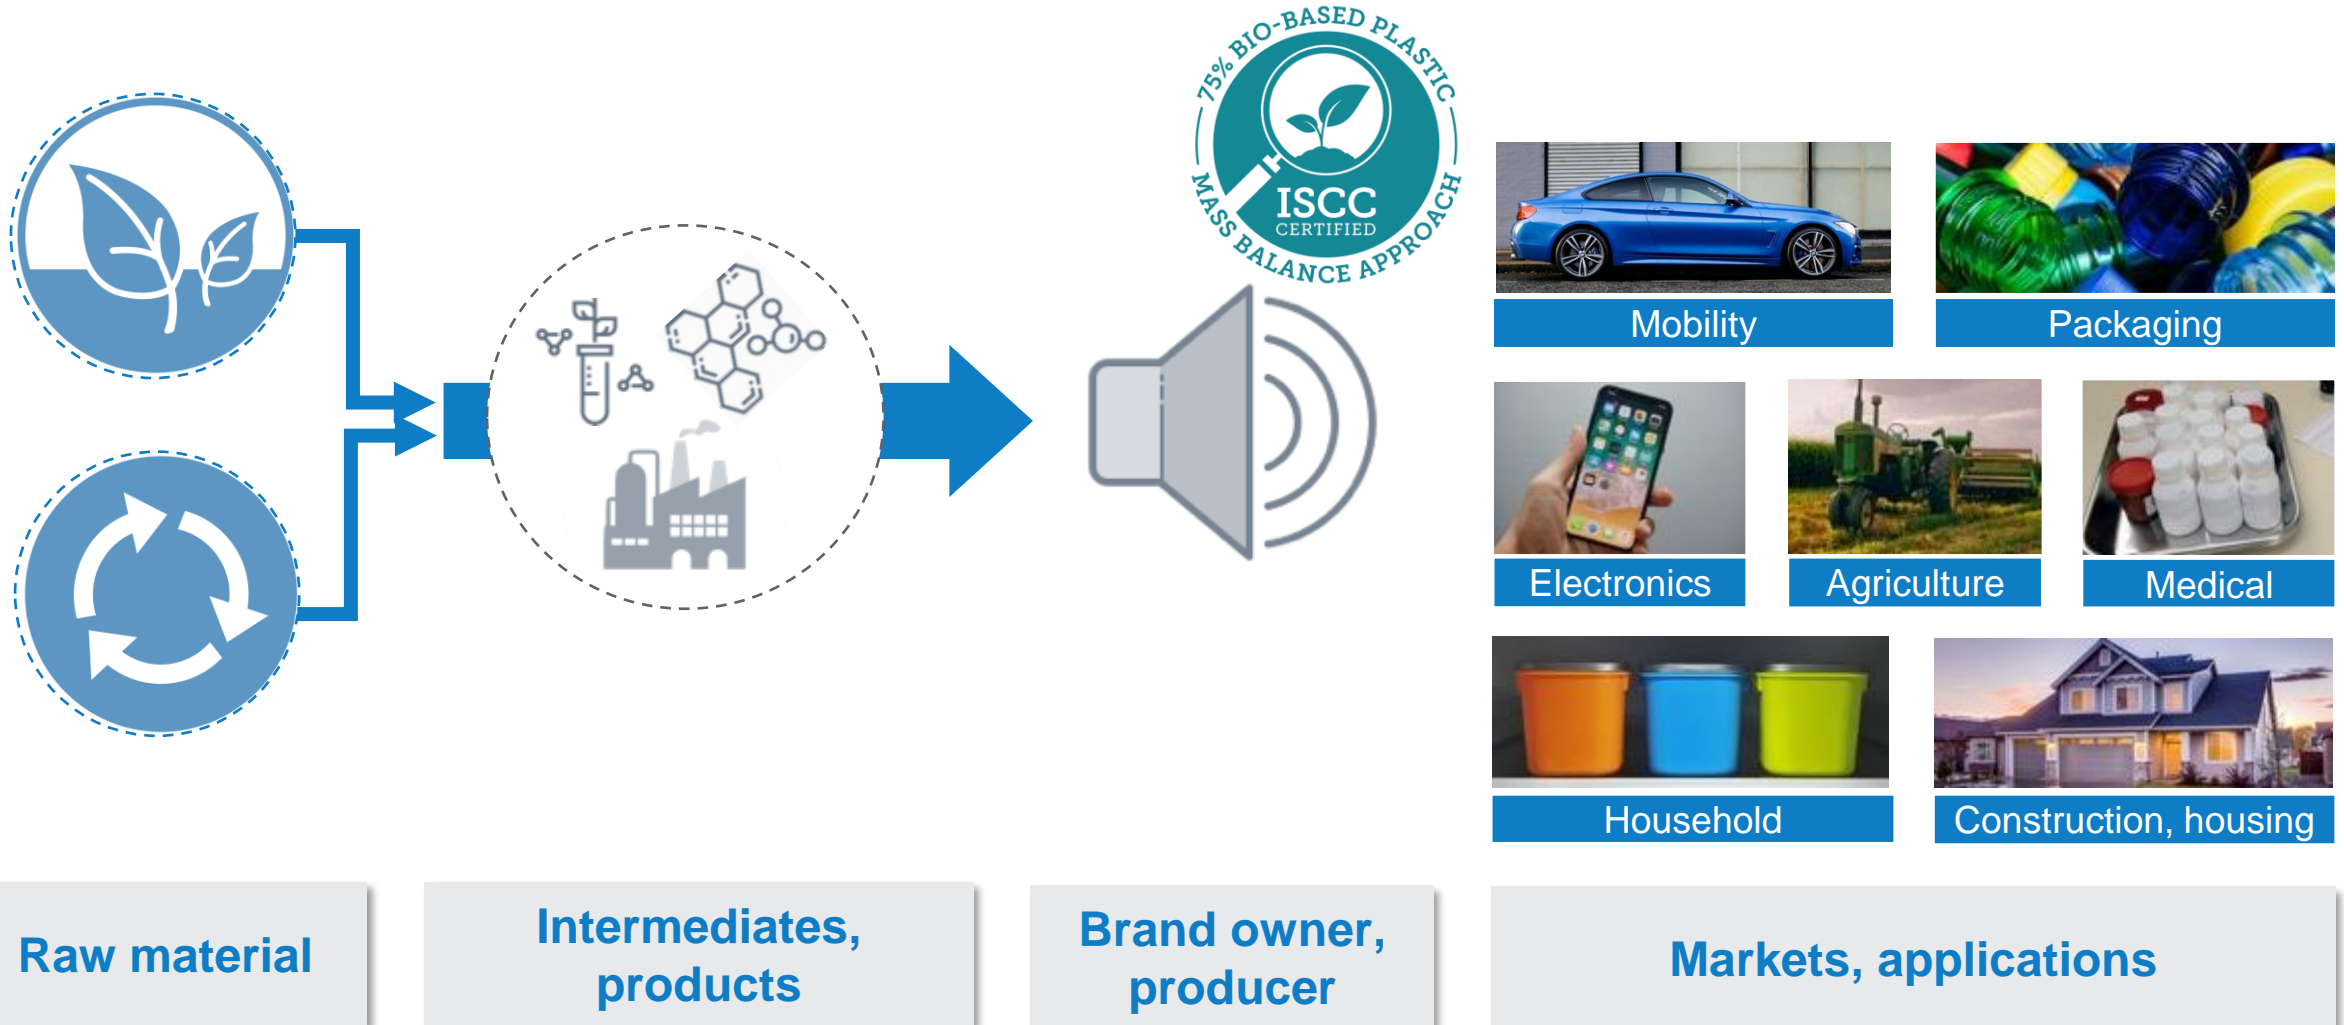 75% BIO-BASED PLASTIC
ISCC
CERTIFIED
MASS BALANCE APPROACH
Mobility
Packaging
Electronics
Agriculture
Medical
Household
Construction, housing
Raw material
Intermediates,
products
Brand owner,
producer
Markets, applications